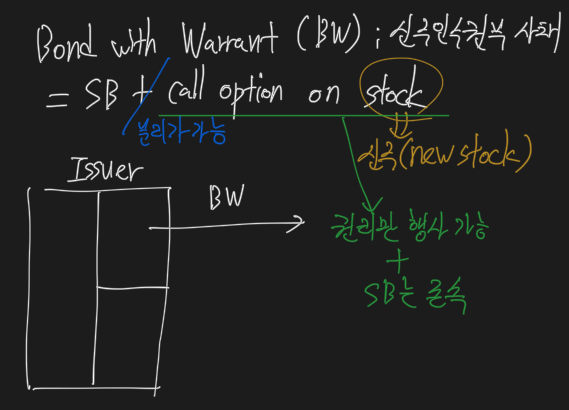 Bond with Warrant (BW) ; 신주인수권부 사채
= SB + call option on stock
분리가 가능
신주(new stock)
Issuer
BW
권리만 행사 가능
+
SB는 존속